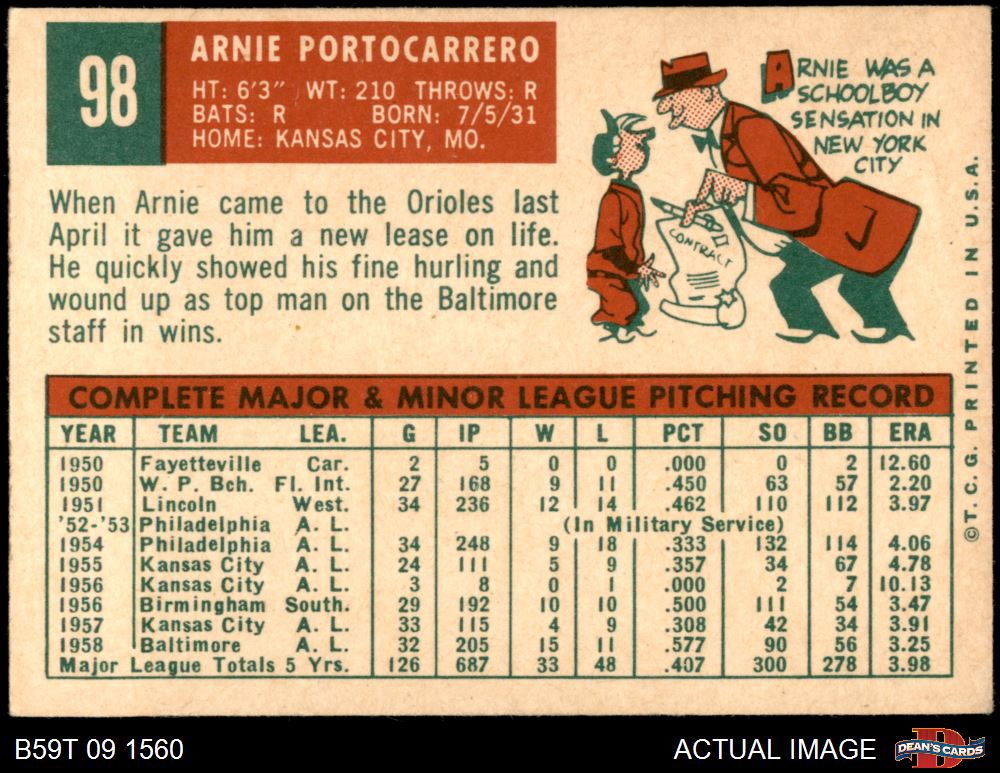 98
ARNIE PORTOCARRERO
HT: 6'3" WT: 210 THROWS: R
BATS: R BORN: 7/5/31
HOME: KANSAS CITY, MO.
ARNIE WAS A
SCHOOLBOY
SENSATION IN
NEW YORK
CITY
CONTRACT
When Arnie came to the Orioles last
April it gave him a new lease on life.
He quickly showed his fine hurling and
wound up as top man on the Baltimore
staff in wins.
COMPLETE MAJOR & MINOR LEAGUE PITCHING RECORD
YEAR TEAM LEA. G IP W L PCT SO BB ERA
1950 Fayetteville Car. 2 5 0 0 .000 0 2 12.60
1950 W. P. Bch. Fl. Int. 27 168 9 11 .450 63 57 2.20
1951 Lincoln West. 34 236 12 14 .462 110 112 3.97
'52-'53 Philadelphia A. L. (In Military Service)
1954 Philadelphia A. L. 34 248 9 18 .333 132 114 4.06
1955 Kansas City A. L. 24 111 5 9 .357 34 67 4.78
1956 Kansas City A. L. 3 8 0 1 .000 2 7 10.13
1956 Birmingham South. 29 192 10 10 .500 111 54 3.47
1957 Kansas City A. L. 33 115 4 9 .308 42 34 3.91
1958 Baltimore A. L. 32 205 15 11 .577 90 56 3.25
Major League Totals 5 Yrs. 126 687 33 48 .407 300 278 3.98
©T.C.G. PRINTED IN U.S.A.
B59T 09 1560
ACTUAL IMAGE
D
DEAN'S CARDS